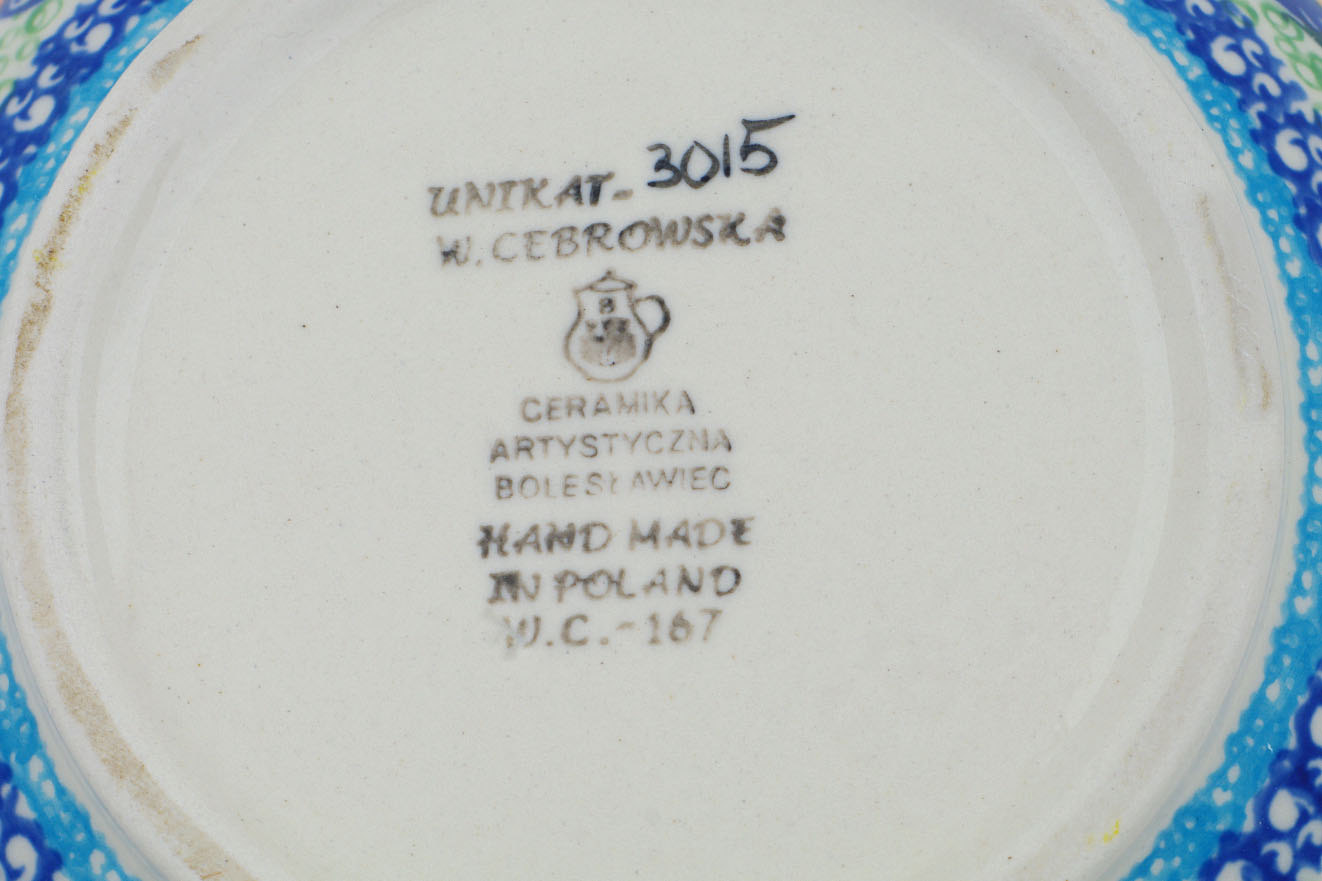 UNIKAT- 3015
W. CEBROWSKA
B
CERAMIKA
ARTYSTYCZNA
BOLESŁAWIEC
HAND MADE
IN POLAND
W.C.-167